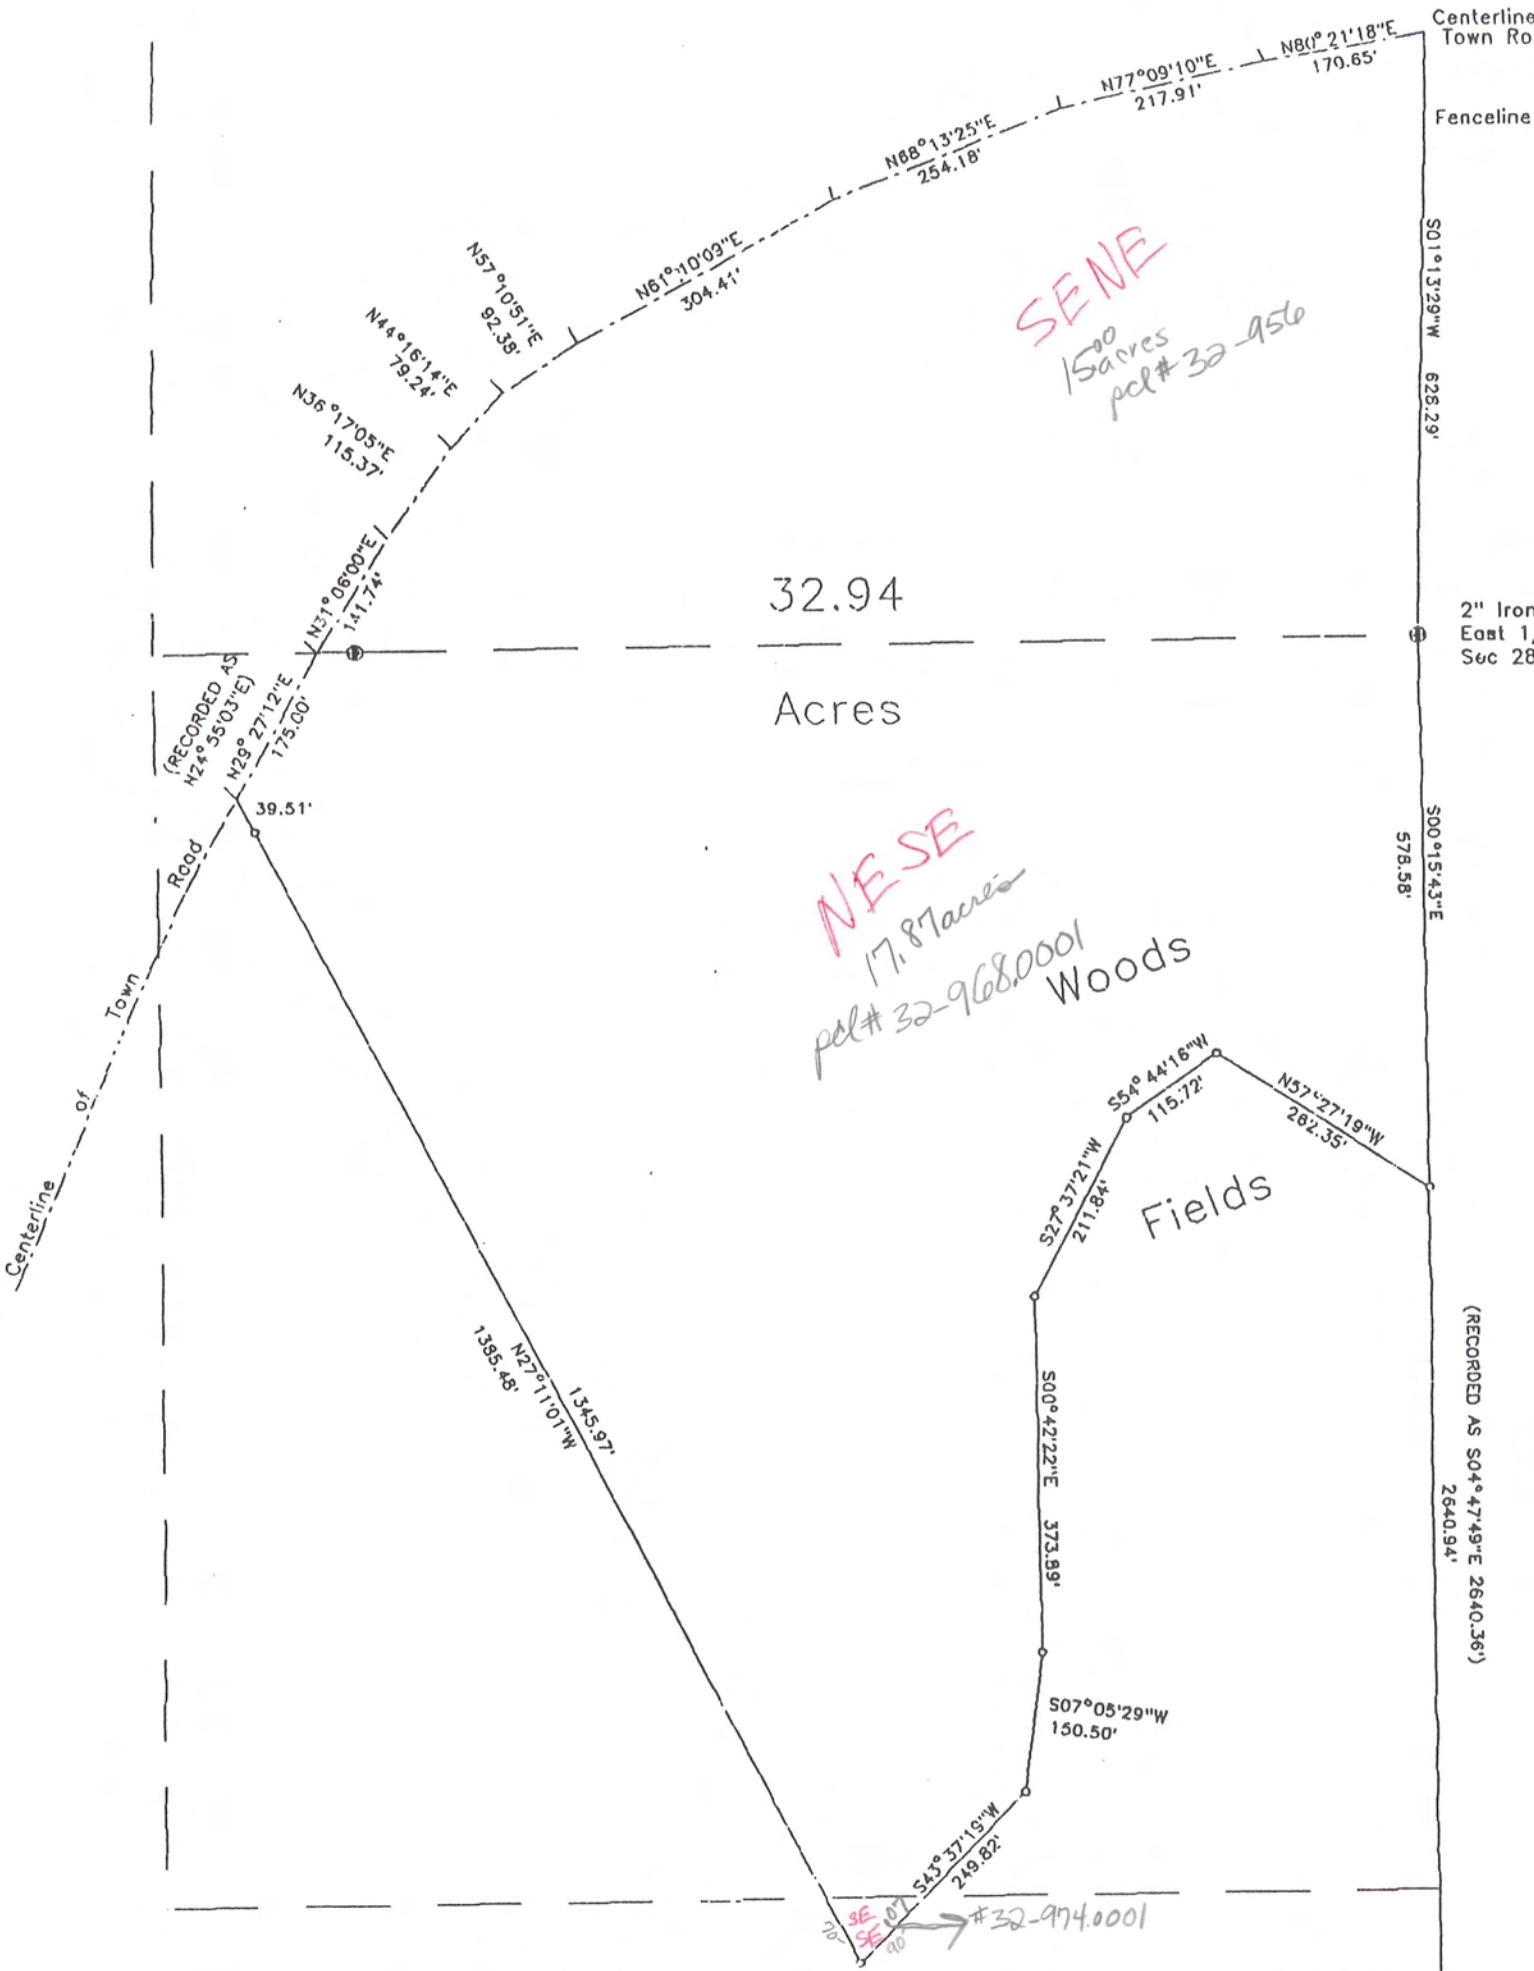 Centerline
Town Ro
N80°21'18"E
170.65'
N77°09'10"E
217.91'
Fenceline
N68°13'25"E
254.18'
S01°13'29"W 628.29'
N61°10'09"E
304.41'
N57°10'51"E
92.38'
SENE
15.00 acres
pcl# 32-956
N44°16'14"E
79.24'
N36°17'05"E
115.37'
N31°06'00"E
141.74'
32.94
Acres
2" Iron
East 1/
Sec 28
(RECORDED AS
N24°55'03"E)
N29°27'12"E
175.00'
39.51'
Centerline of Town Road
S00°15'43"E
578.58'
NESE
17.87 acres
pcl# 32-968.0001
Woods
S54°44'16"W
115.72'
N57°27'19"W
282.35'
S27°37'21"W
211.84'
Fields
1345.97'
N27°11'01"W
1385.48'
S00°42'22"E 373.89'
(RECORDED AS S04°47'49"E 2640.36')
2640.94'
S07°05'29"W
150.50'
S43°37'19"W
249.82'
SE
SE
.07
90'
#32-974.0001